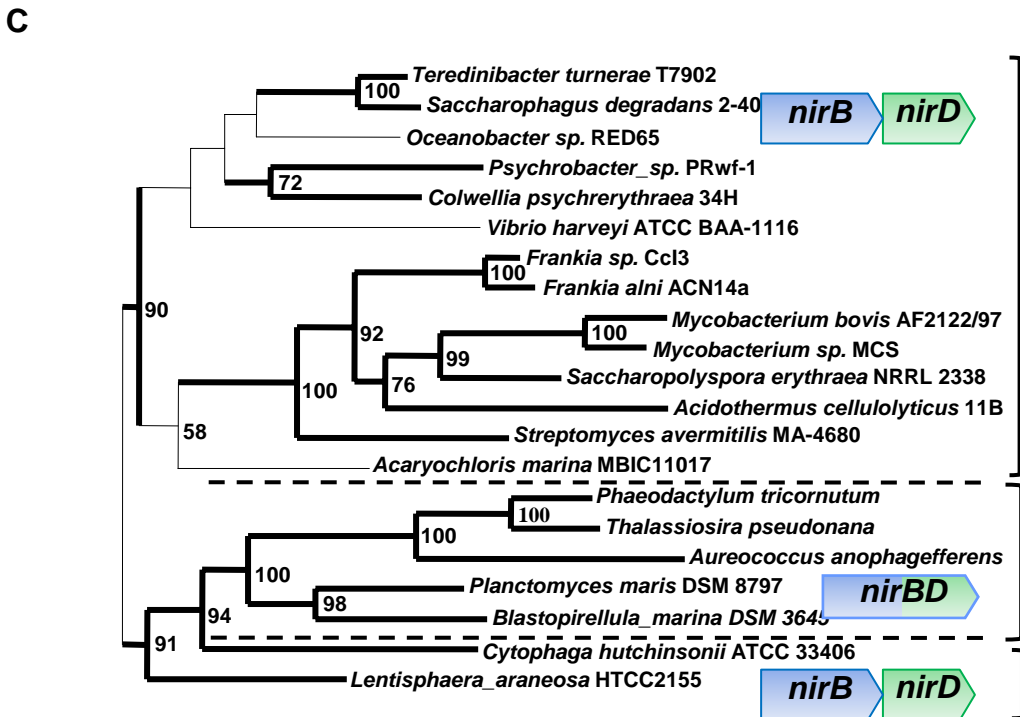 C
Teredinibacter turnerae T7902
100
Saccharophagus degradans 2-40
nirB nirD
Oceanobacter sp. RED65
Psychrobacter_sp. PRwf-1
72
Colwellia psychrerythraea 34H
Vibrio harveyi ATCC BAA-1116
Frankia sp. CcI3
100
Frankia alni ACN14a
90
Mycobacterium bovis AF2122/97
92
100
Mycobacterium sp. MCS
99
Saccharopolyspora erythraea NRRL 2338
76
100
Acidothermus cellulolyticus 11B
58
Streptomyces avermitilis MA-4680
Acaryochloris marina MBIC11017
Phaeodactylum tricornutum
100
Thalassiosira pseudonana
100
Aureococcus anophagefferens
100
Planctomyces maris DSM 8797
nirBD
98
94
Blastopirellula_marina DSM 3645
91
Cytophaga hutchinsonii ATCC 33406
Lentisphaera_araneosa HTCC2155
nirB nirD